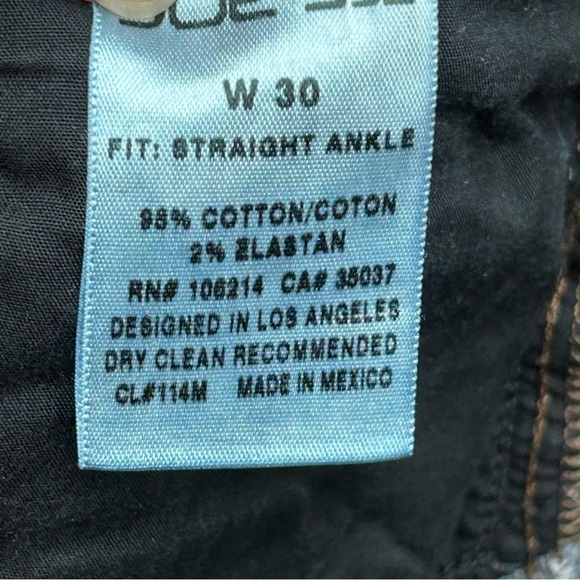 W 30
FIT: STRAIGHT ANKLE
98% COTTON/COTON
2% ELASTAN
RN# 106214 CA# 35037
DESIGNED IN LOS ANGELES
DRY CLEAN RECOMMENDED
CL#114M MADE IN MEXICO